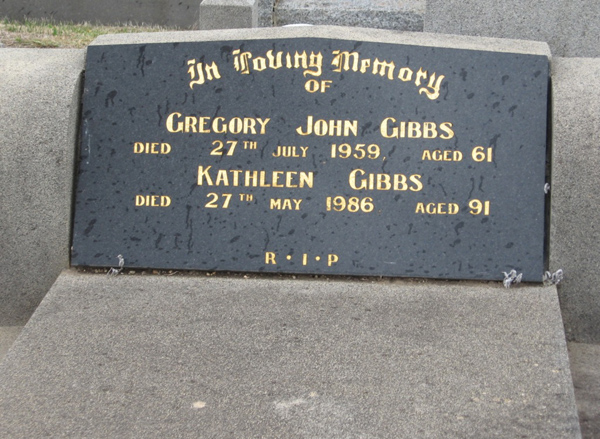 In Loving Memory
OF
GREGORY JOHN GIBBS
DIED 27TH JULY 1959, AGED 61
KATHLEEN GIBBS
DIED 27TH MAY 1986 AGED 91
R · I · P